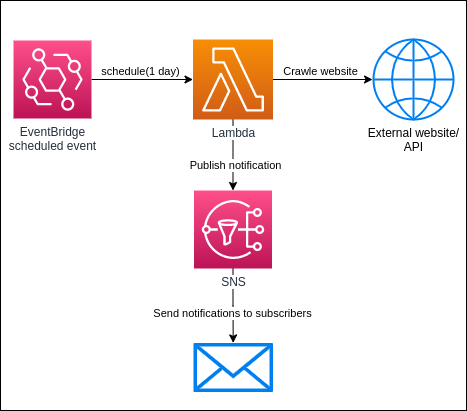 schedule(1 day)
Crawle website
EventBridge
scheduled event
Lambda
External website/
API
Publish notification
SNS
Send notifications to subscribers